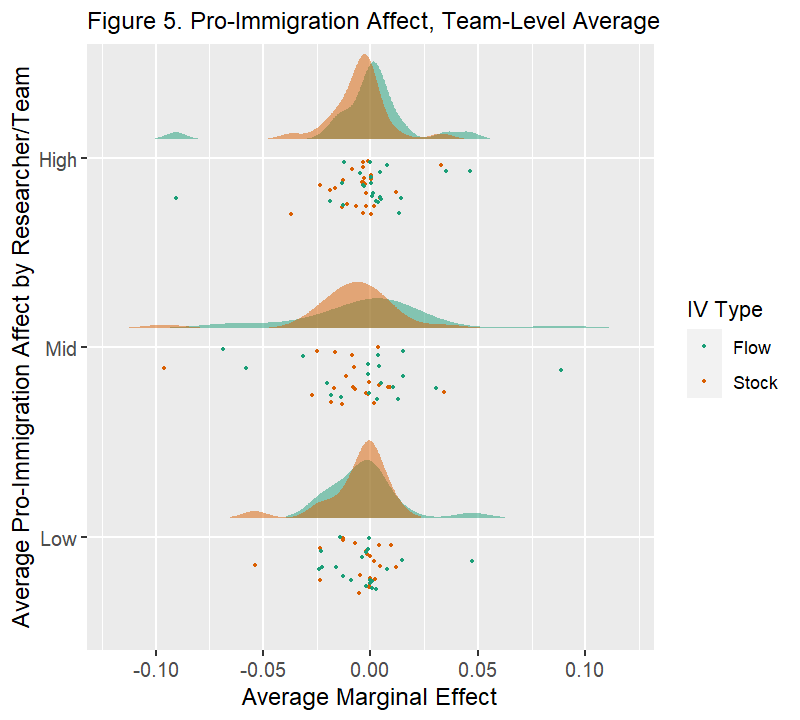 Figure 5. Pro-Immigration Affect, Team-Level Average
Average Pro-Immigration Affect by Researcher/Team
High
Mid
Low
-0.10
-0.05
0.00
0.05
0.10
Average Marginal Effect
IV Type
Flow
Stock